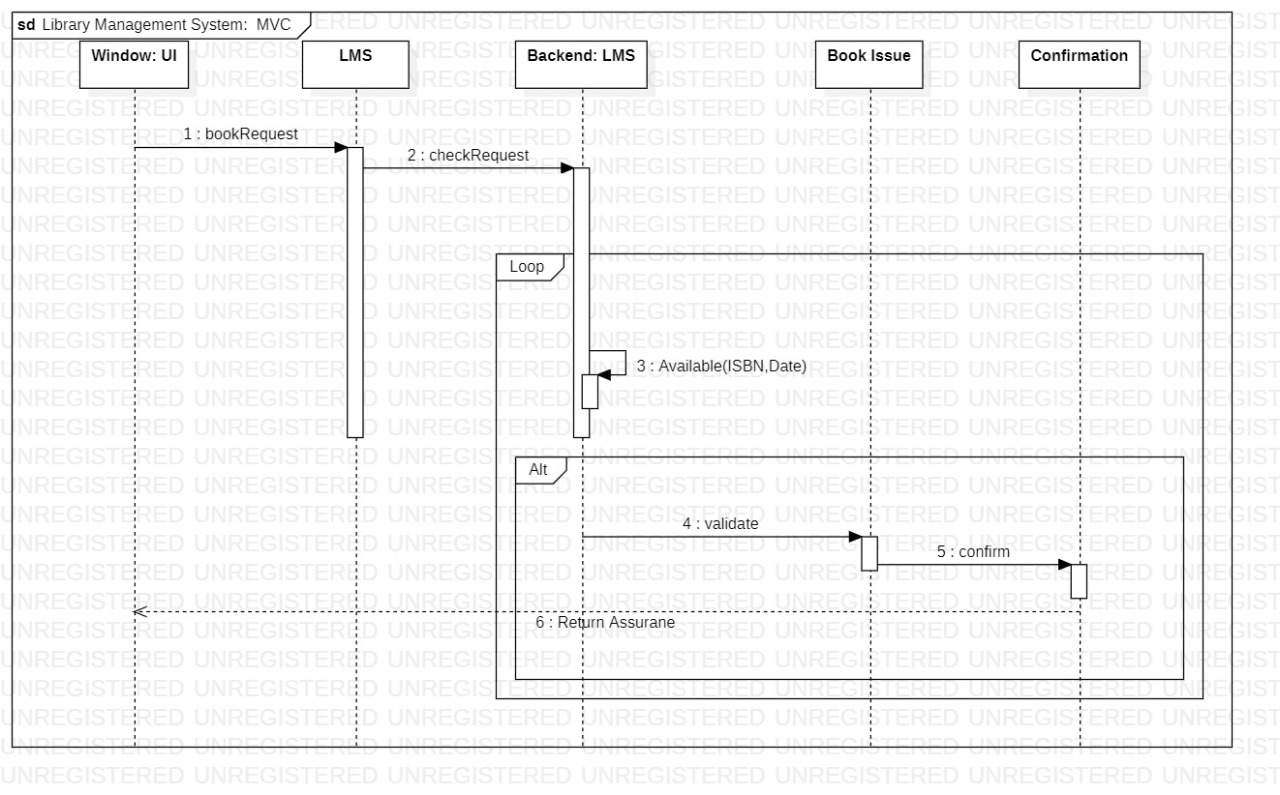 sd Library Management System: MVC
Window: UI
LMS
Backend: LMS
Book Issue
Confirmation
1 : bookRequest
2 : checkRequest
Loop
3 : Available(ISBN,Date)
Alt
4 : validate
5 : confirm
6 : Return Assurane
UNREGISTERED